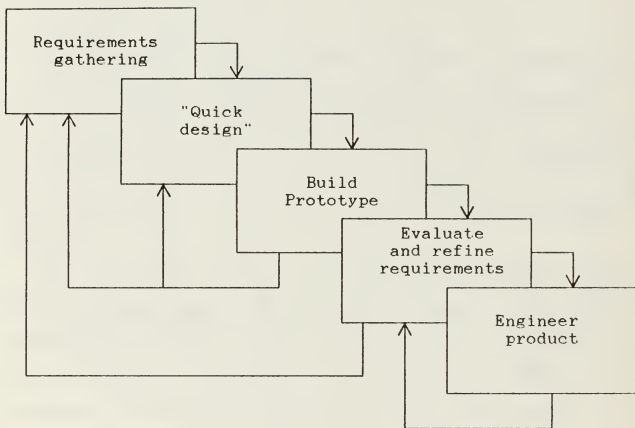 Requirements
gathering
"Quick
design"
Build
Prototype
Evaluate
and refine
requirements
Engineer
product